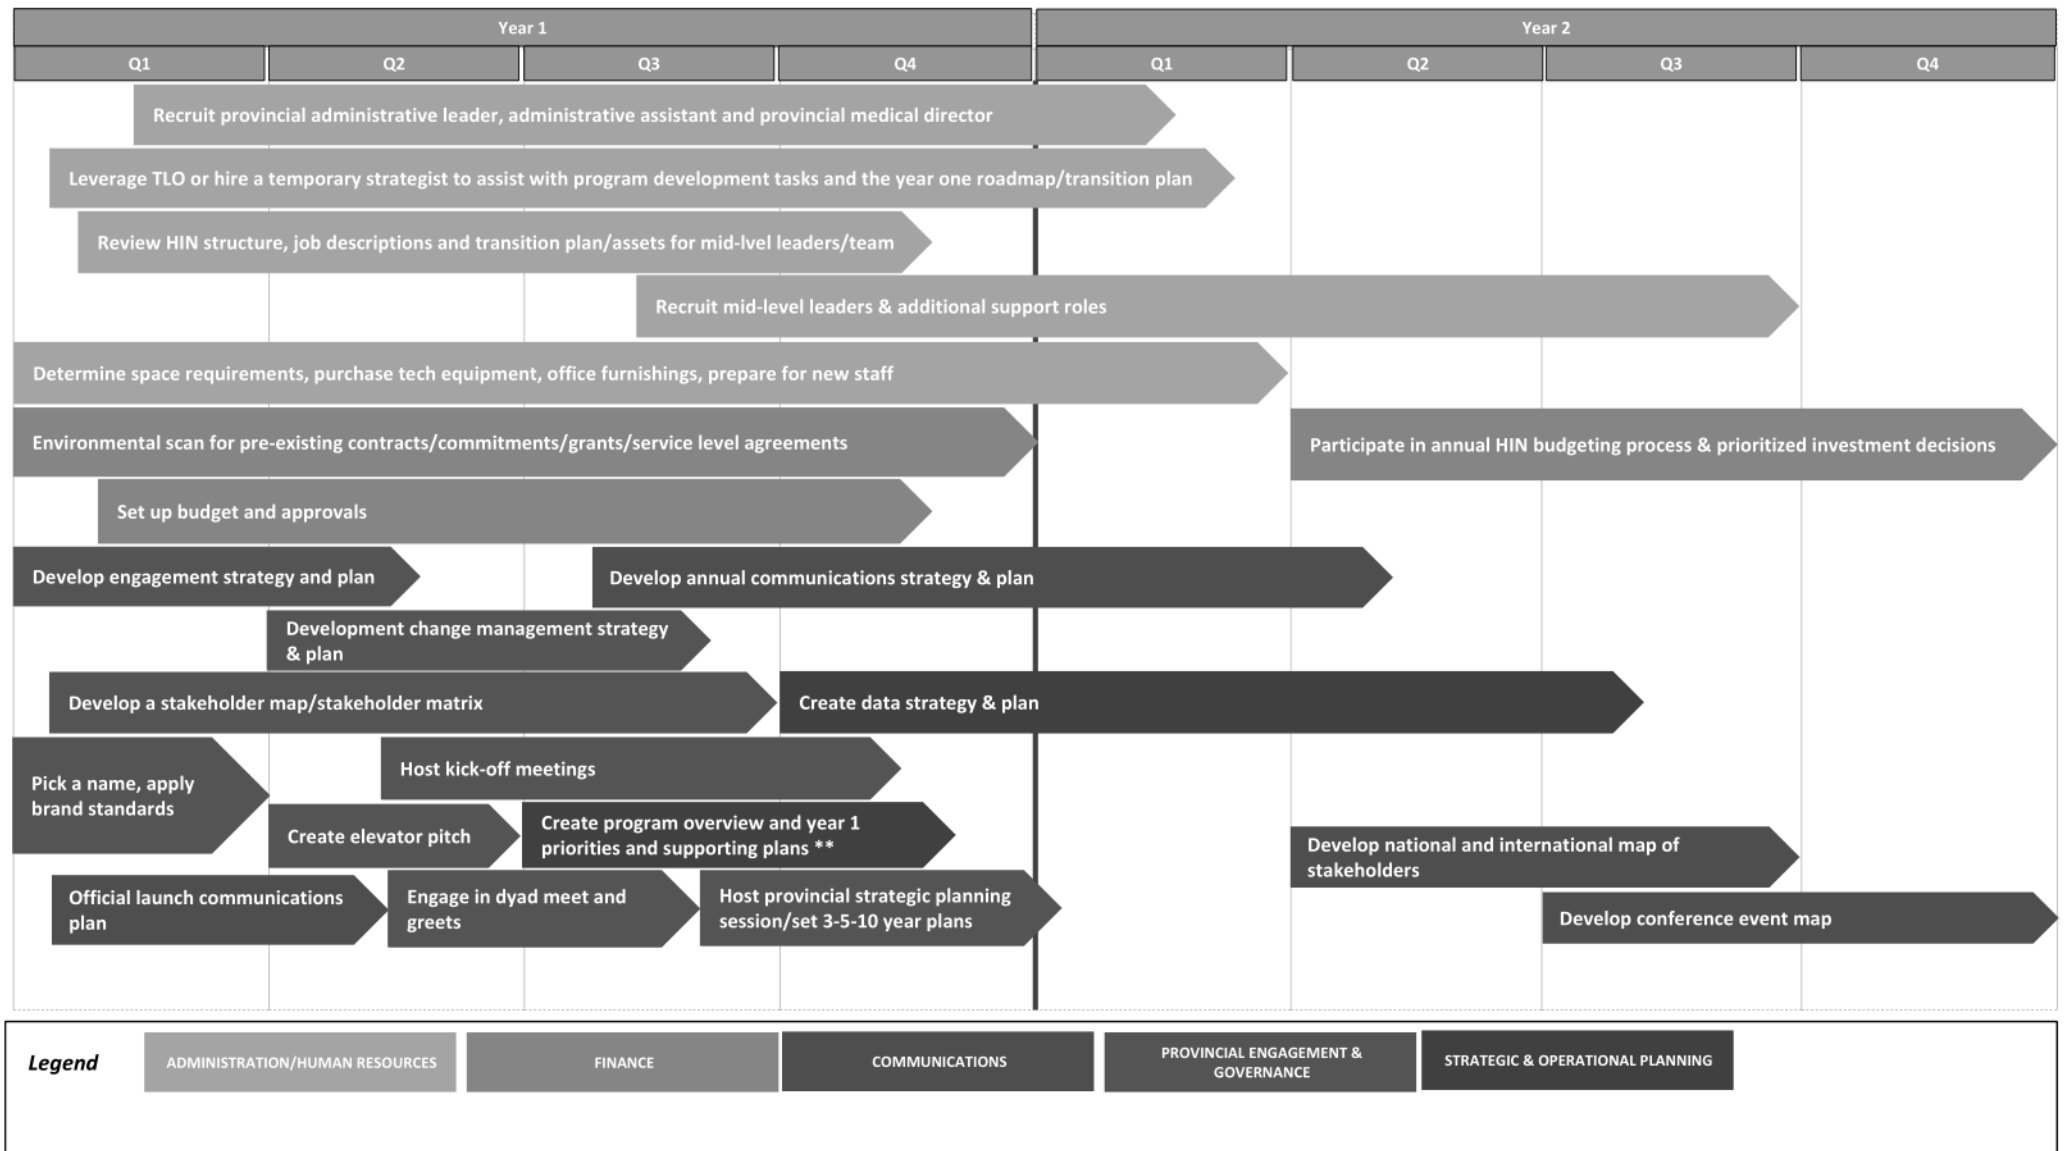 Year 1
Year 2
Q1
Q2
Q3
Q4
Q1
Q2
Q3
Q4
Recruit provincial administrative leader, administrative assistant and provincial medical director
Leverage TLO or hire a temporary strategist to assist with program development tasks and the year one roadmap/transition plan
Review HIN structure, job descriptions and transition plan/assets for mid-lvel leaders/team
Recruit mid-level leaders & additional support roles
Determine space requirements, purchase tech equipment, office furnishings, prepare for new staff
Environmental scan for pre-existing contracts/commitments/grants/service level agreements
Participate in annual HIN budgeting process & prioritized investment decisions
Set up budget and approvals
Develop engagement strategy and plan
Develop annual communications strategy & plan
Development change management strategy
& plan
Develop a stakeholder map/stakeholder matrix
Create data strategy & plan
Pick a name, apply
brand standards
Host kick-off meetings
Create elevator pitch
Create program overview and year 1
priorities and supporting plans **
Develop national and international map of
stakeholders
Official launch communications
plan
Engage in dyad meet and
greets
Host provincial strategic planning
session/set 3-5-10 year plans
Develop conference event map
Legend
ADMINISTRATION/HUMAN RESOURCES
FINANCE
COMMUNICATIONS
PROVINCIAL ENGAGEMENT &
GOVERNANCE
STRATEGIC & OPERATIONAL PLANNING